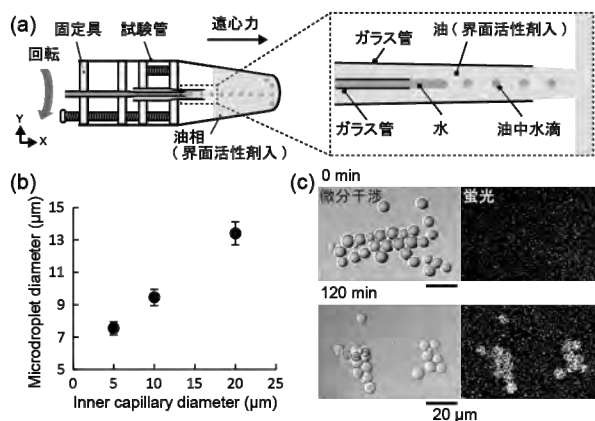 (a)
固定具
試験管
遠心力
回転
Y
X
油相
(界面活性剤入)
ガラス管
油(界面活性剤入)
ガラス管
水
油中水滴
(b)
Microdroplet diameter (μm)
15
13
11
9
7
5
0
5
10
15
20
25
Inner capillary diameter (μm)
(c)
0 min
微分干渉
蛍光
120 min
20 μm